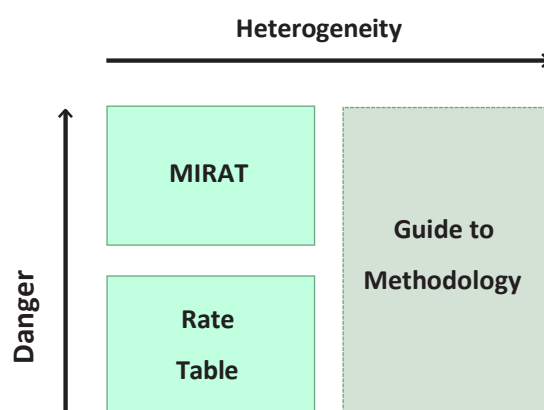 Heterogeneity
MIRAT
Guide to
Methodology
Danger
Rate
Table